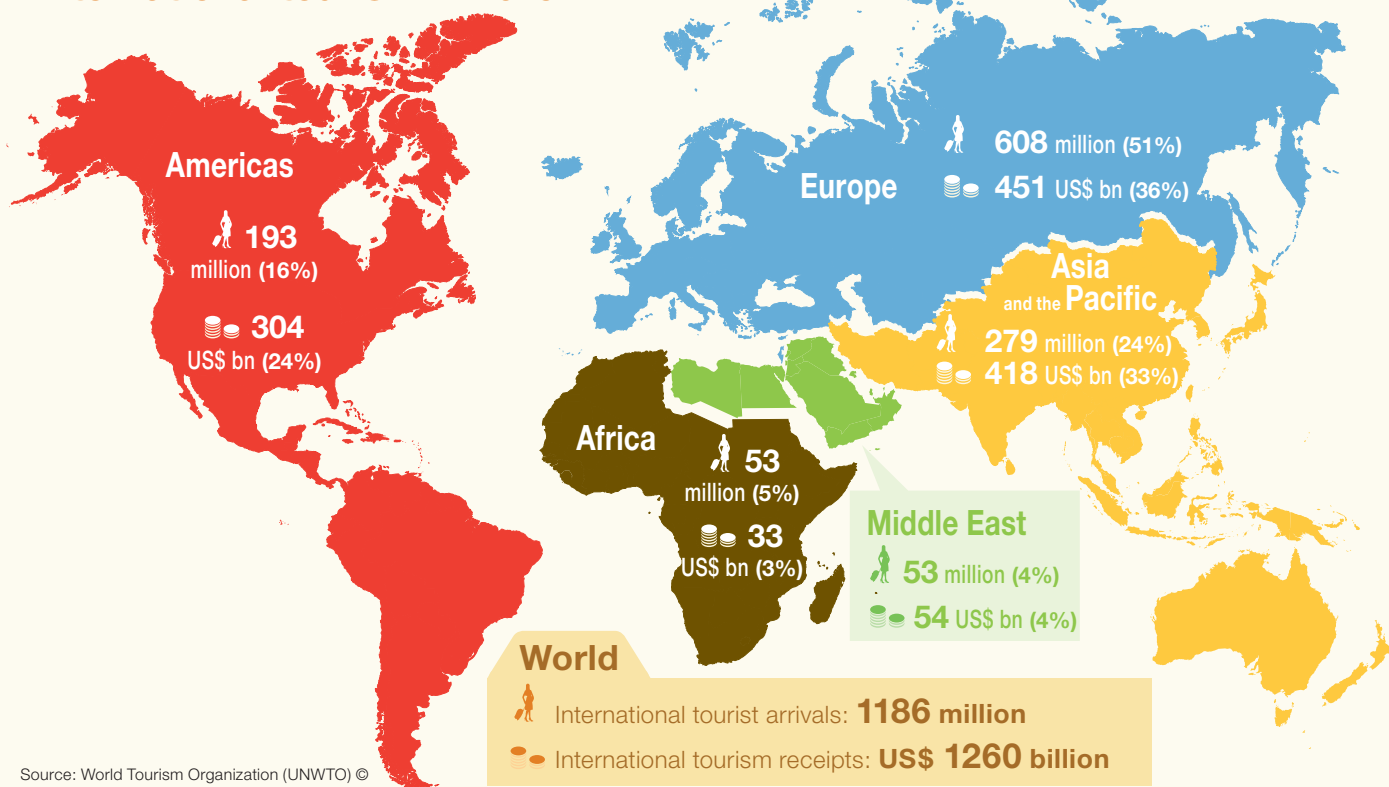 Americas
193
million (16%)
304
US$ bn (24%)
Europe
608 million (51%)
451 US$ bn (36%)
Asia
and the Pacific
279 million (24%)
418 US$ bn (33%)
Africa
53
million (5%)
33
US$ bn (3%)
Middle East
53 million (4%)
54 US$ bn (4%)
World
International tourist arrivals: 1186 million
International tourism receipts: US$ 1260 billion
Source: World Tourism Organization (UNWTO) ©